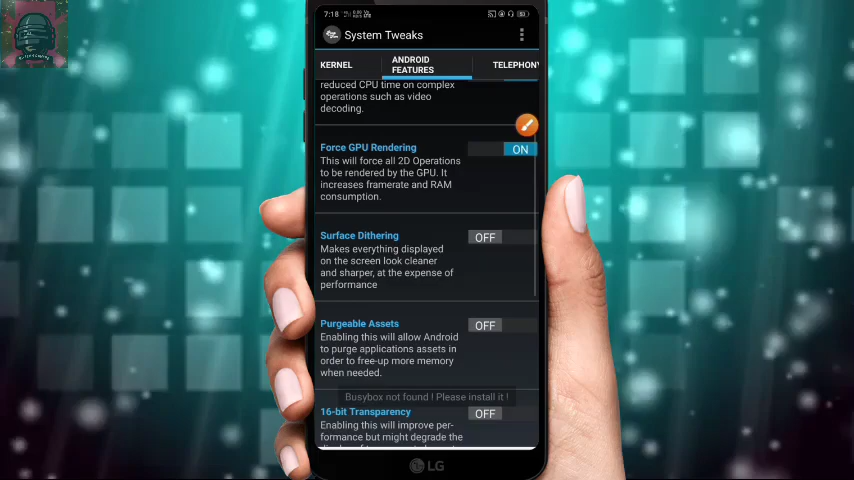 7:18
System Tweaks
KERNEL
ANDROID
FEATURES
TELEPHONY
reduced CPU time on complex
operations such as video
decoding.
Force GPU Rendering
ON
This will force all 2D Operations
to be rendered by the GPU. It
increases framerate and RAM
consumption.
Surface Dithering
OFF
Makes everything displayed
on the screen look cleaner
and sharper, at the expense of
performance
Purgeable Assets
OFF
Enabling this will allow Android
to purge applications assets in
order to free-up more memory
when needed.
Busybox not found ! Please install it !
16-bit Transparency
OFF
Enabling this will improve per-
formance but might degrade the
LG